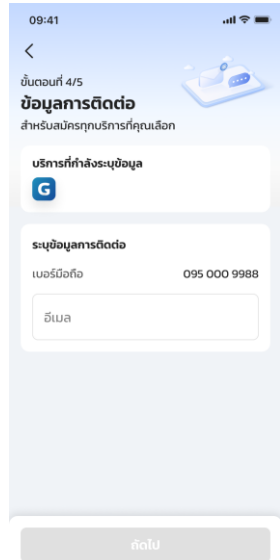 09:41
ขั้นตอนที่ 4/5
ข้อมูลการติดต่อ
สำหรับสมัครทุกบริการที่คุณเลือก
บริการที่กำลังระบุข้อมูล
G
ระบุข้อมูลการติดต่อ
เบอร์มือถือ 095 000 9988
อีเมล
ถัดไป